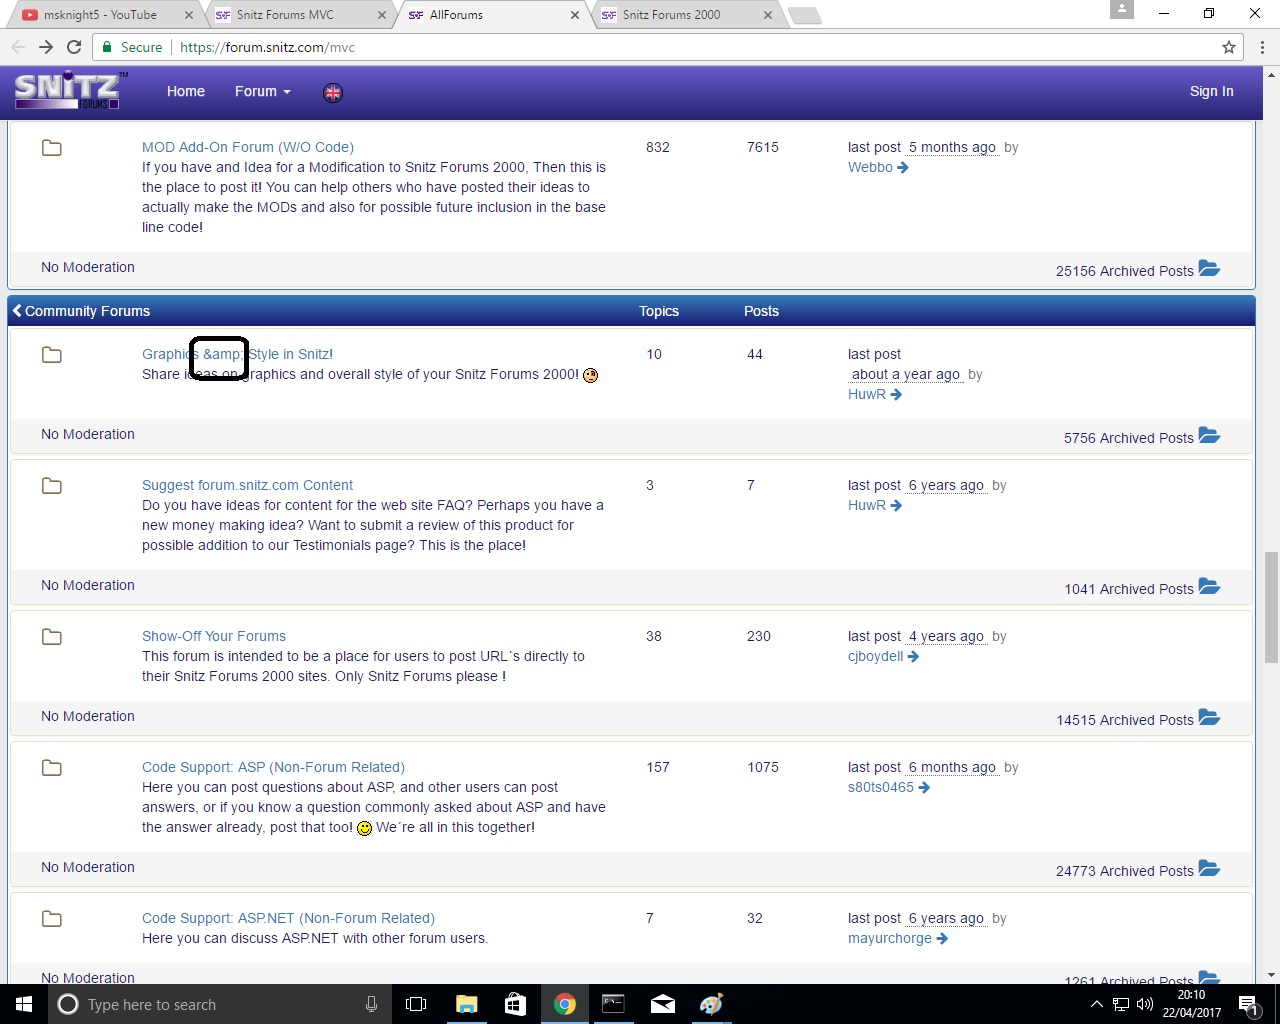 msknight5 - YouTube
Snitz Forums MVC
AllForums
Snitz Forums 2000
Secure https://forum.snitz.com/mvc
SNiTZ™ FORUMS Home Forum Sign In
MOD Add-On Forum (W/O Code) 832 7615 last post 5 months ago by
If you have and Idea for a Modification to Snitz Forums 2000, Then this is Webbo
the place to post it! You can help others who have posted their ideas to
actually make the MODs and also for possible future inclusion in the base
line code!
No Moderation 25156 Archived Posts
Community Forums Topics Posts
Graphics &amp; Style in Snitz! 10 44 last post
Share ideas on graphics and overall style of your Snitz Forums 2000! about a year ago by
HuwR
No Moderation 5756 Archived Posts
Suggest forum.snitz.com Content 3 7 last post 6 years ago by
Do you have ideas for content for the web site FAQ? Perhaps you have a HuwR
new money making idea? Want to submit a review of this product for
possible addition to our Testimonials page? This is the place!
No Moderation 1041 Archived Posts
Show-Off Your Forums 38 230 last post 4 years ago by
This forum is intended to be a place for users to post URL´s directly to cjboydell
their Snitz Forums 2000 sites. Only Snitz Forums please !
No Moderation 14515 Archived Posts
Code Support: ASP (Non-Forum Related) 157 1075 last post 6 months ago by
Here you can post questions about ASP, and other users can post s80ts0465
answers, or if you know a question commonly asked about ASP and have
the answer already, post that too! We´re all in this together!
No Moderation 24773 Archived Posts
Code Support: ASP.NET (Non-Forum Related) 7 32 last post 6 years ago by
Here you can discuss ASP.NET with other forum users. mayurchorge
No Moderation 1261 Archived Posts
Type here to search
20:10
22/04/2017
1